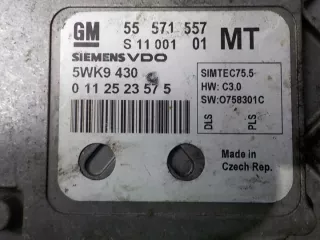 GM 55 571 557
S 11 001 01 MT
SIEMENS VDO
5WK9 430
0 11 25 23 57 5
SIMTEC75.5
HW: C3.0
SW:O758301C
DLS
PLS
Made in
Czech Rep.